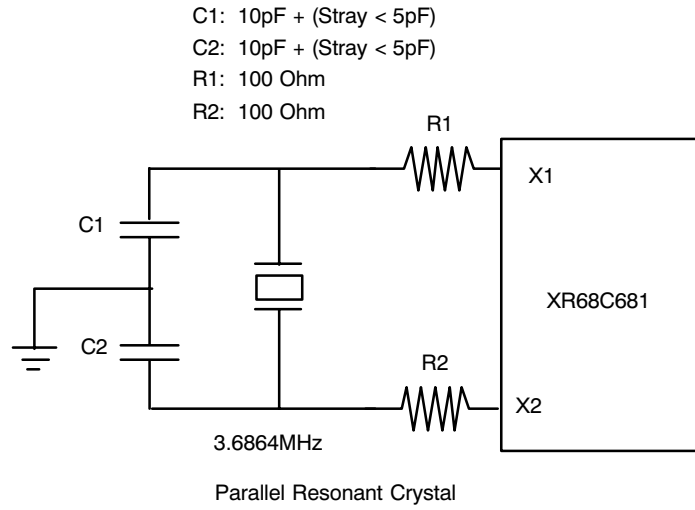 C1: 10pF + (Stray < 5pF)
C2: 10pF + (Stray < 5pF)
R1: 100 Ohm
R2: 100 Ohm
R1
X1
C1
XR68C681
C2
R2
X2
3.6864MHz
Parallel Resonant Crystal